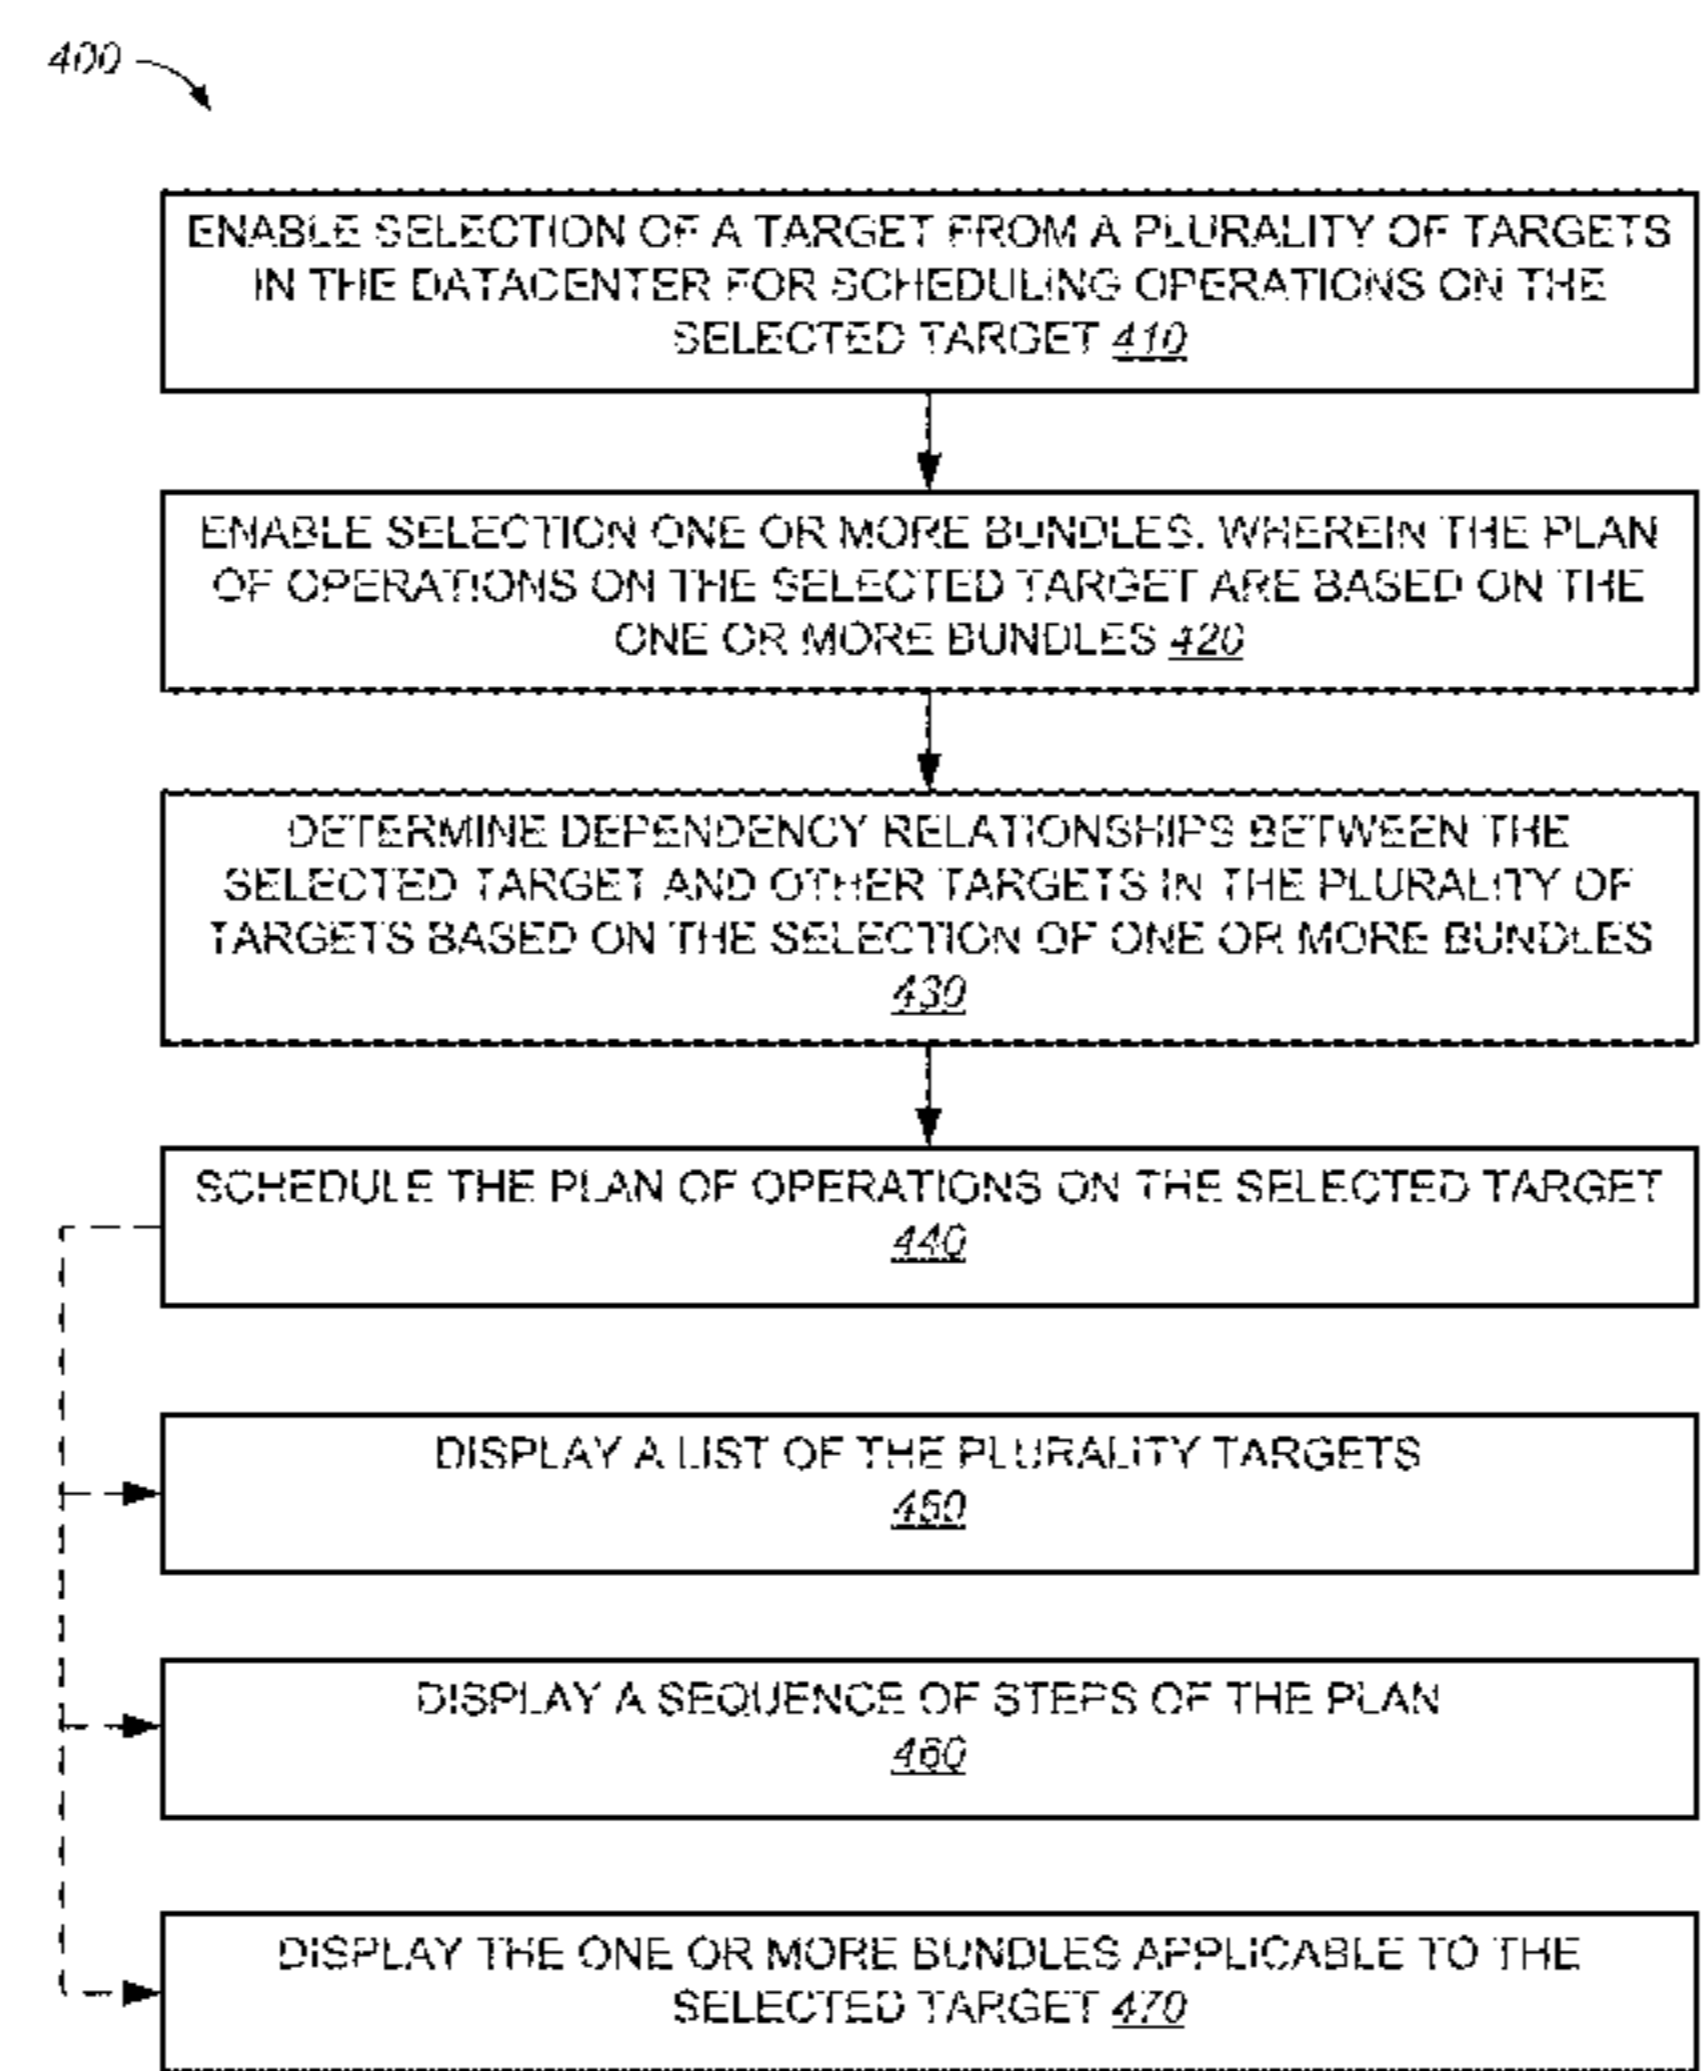 400
ENABLE SELECTION OF A TARGET FROM A PLURALITY OF TARGETS
IN THE DATACENTER FOR SCHEDULING OPERATIONS ON THE
SELECTED TARGET 410
ENABLE SELECTION ONE OR MORE BUNDLES, WHEREIN THE PLAN
OF OPERATIONS ON THE SELECTED TARGET ARE BASED ON THE
ONE OR MORE BUNDLES 420
DETERMINE DEPENDENCY RELATIONSHIPS BETWEEN THE
SELECTED TARGET AND OTHER TARGETS IN THE PLURALITY OF
TARGETS BASED ON THE SELECTION OF ONE OR MORE BUNDLES
430
SCHEDULE THE PLAN OF OPERATIONS ON THE SELECTED TARGET
440
DISPLAY A LIST OF THE PLURALITY TARGETS
450
DISPLAY A SEQUENCE OF STEPS OF THE PLAN
460
DISPLAY THE ONE OR MORE BUNDLES APPLICABLE TO THE
SELECTED TARGET 470